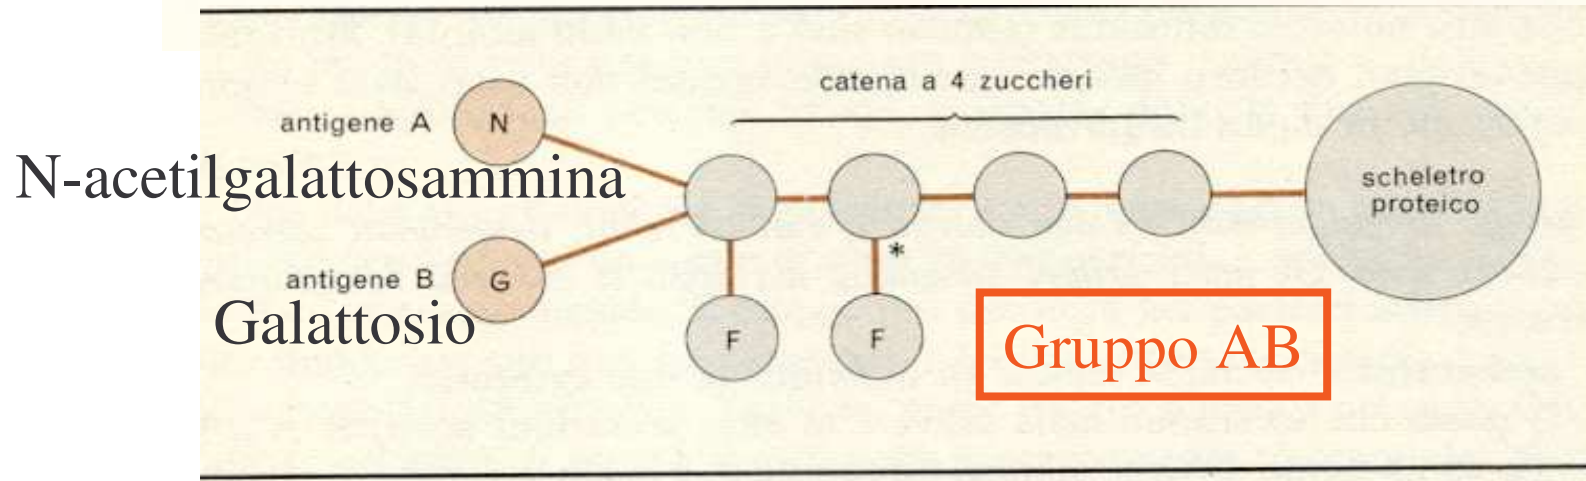 catena a 4 zuccheri
antigene A
N
N-acetilgalattosammina
scheletro
proteico
*
antigene B
G
Galattosio
F
F
Gruppo AB